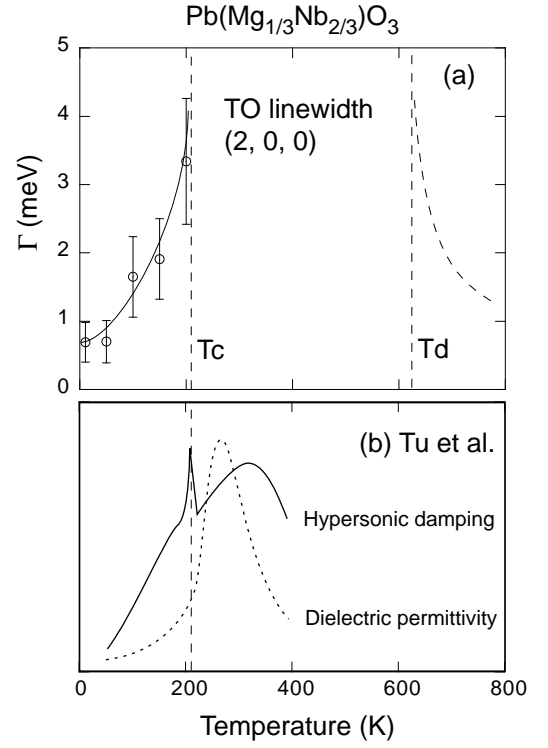 Pb(Mg1/3Nb2/3)O3
5
4
3
2
1
0
Γ (meV)
(a)
TO linewidth
(2, 0, 0)
Tc
Td
(b) Tu et al.
Hypersonic damping
Dielectric permittivity
0 200 400 600 800
Temperature (K)